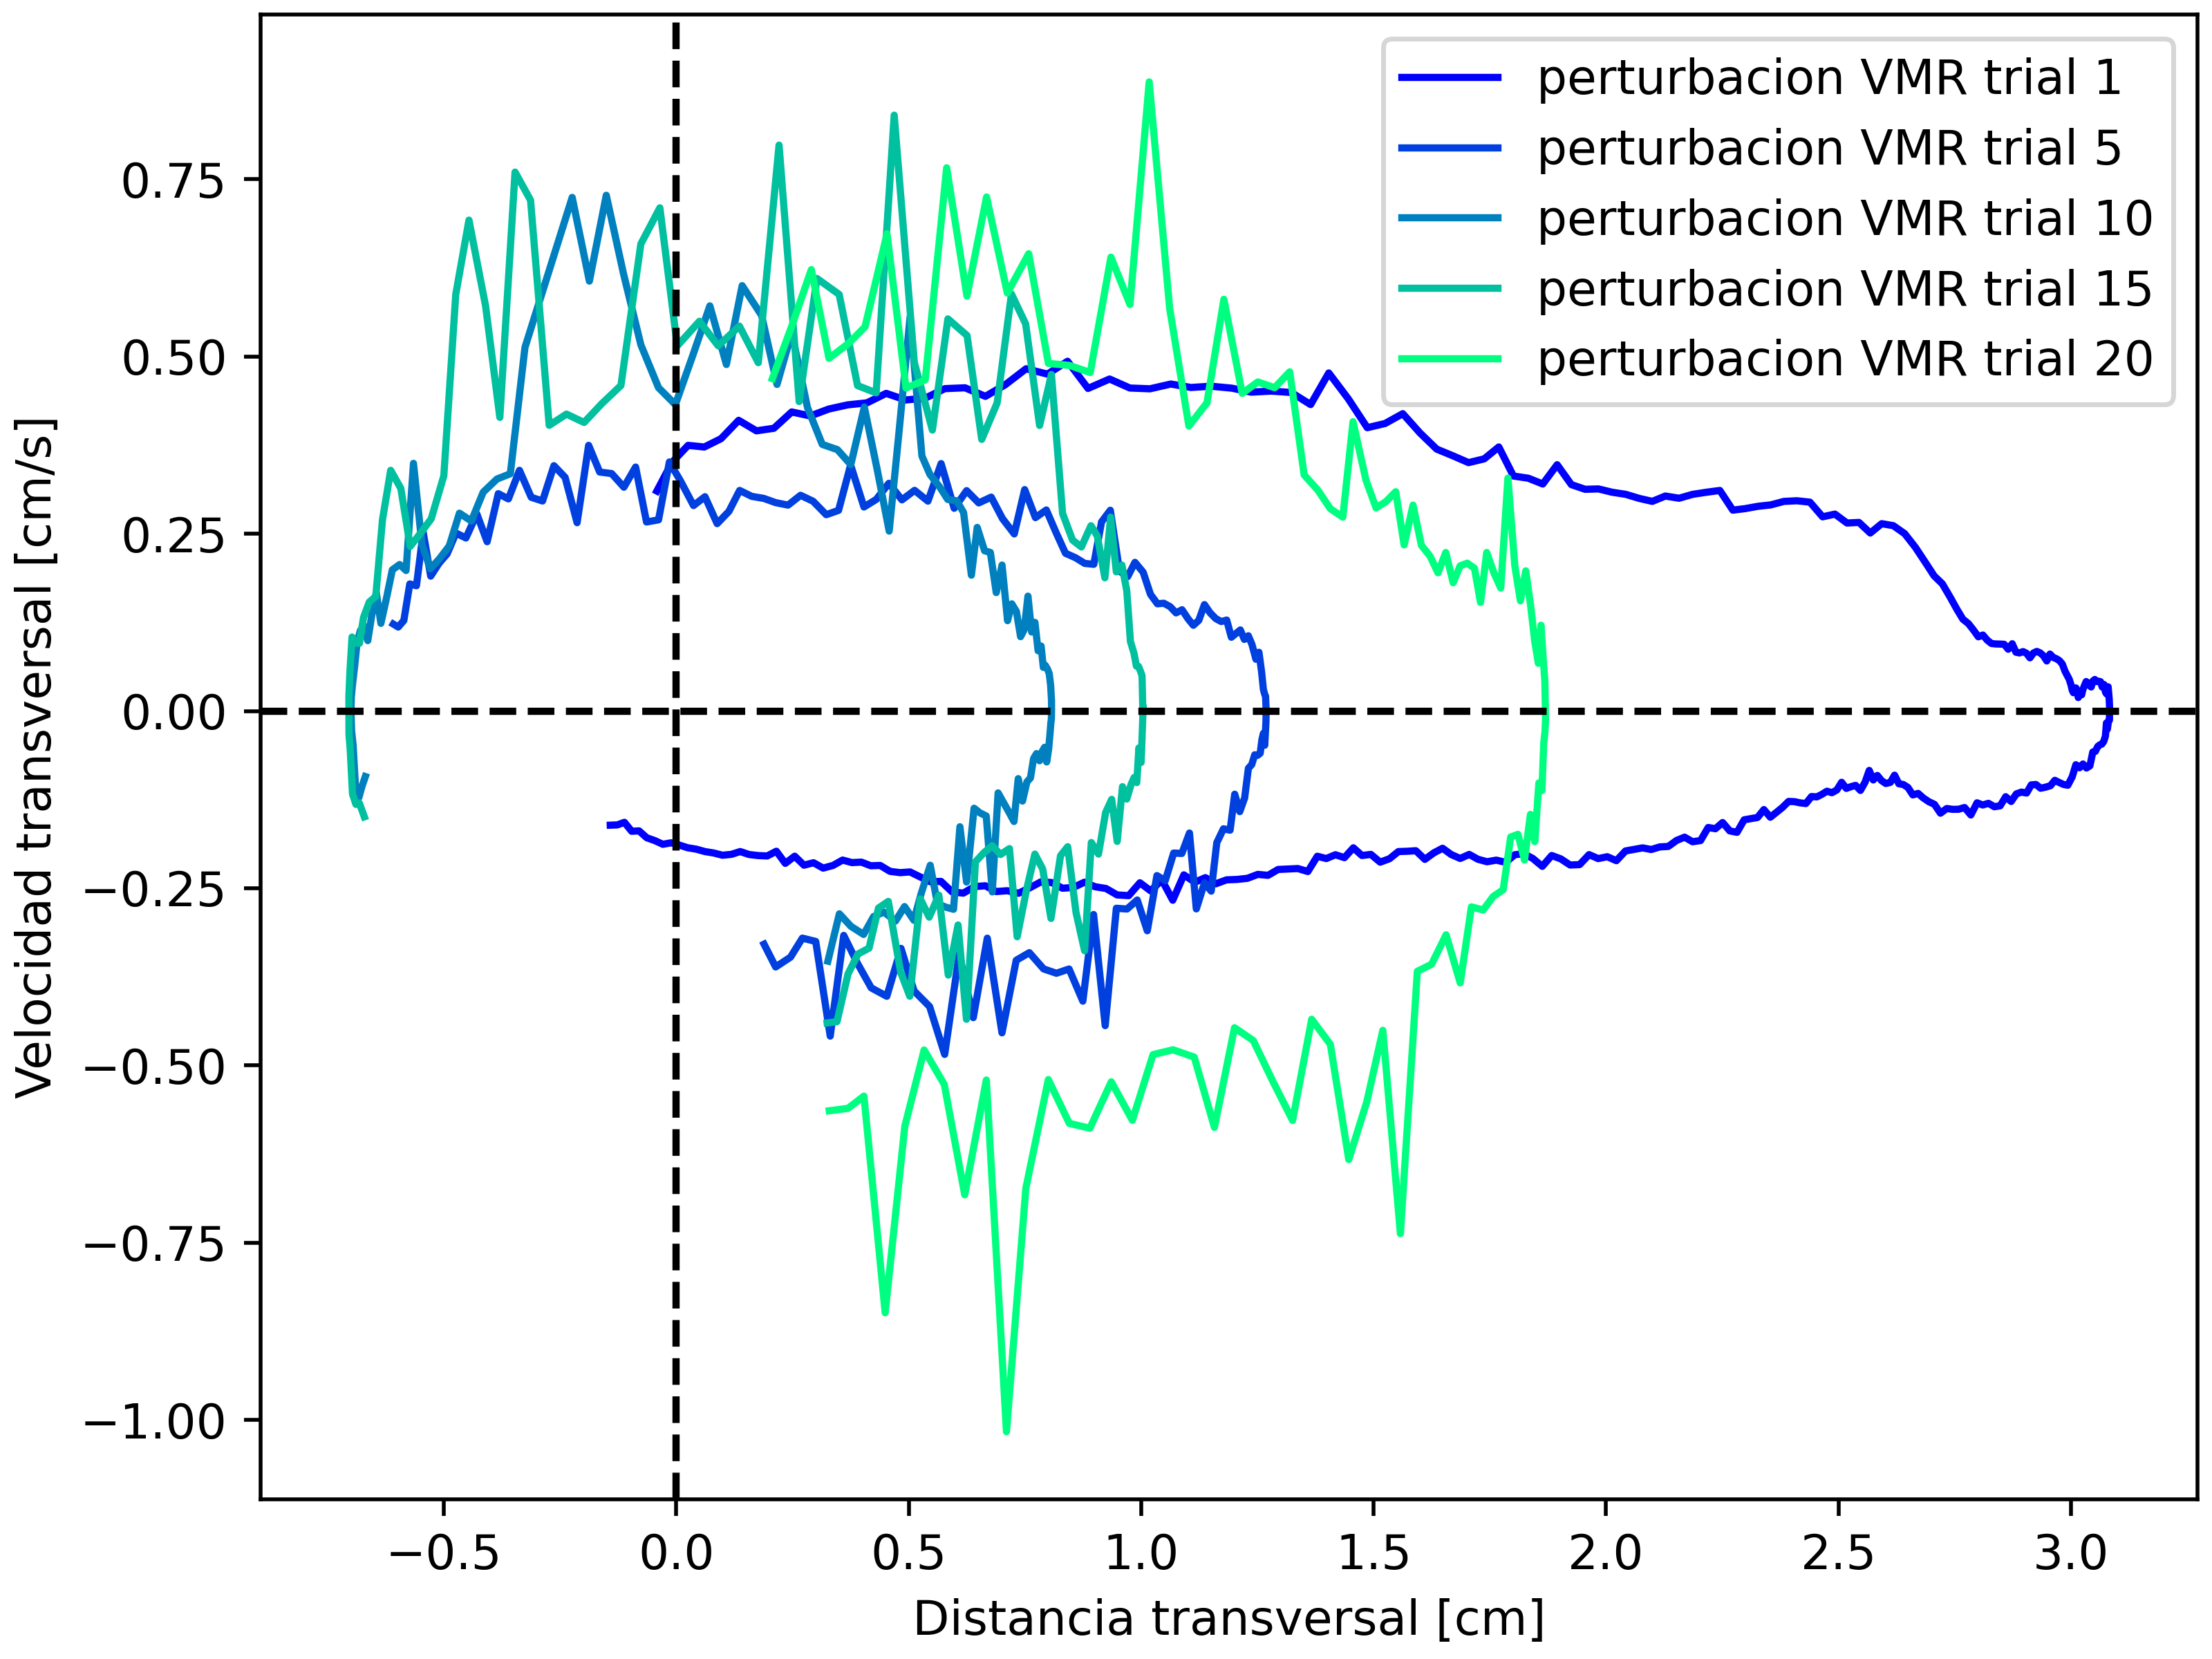 perturbacion VMR trial 1
perturbacion VMR trial 5
perturbacion VMR trial 10
perturbacion VMR trial 15
perturbacion VMR trial 20
Velocidad transversal [cm/s]
0.75
0.50
0.25
0.00
−0.25
−0.50
−0.75
−1.00
−0.5 0.0 0.5 1.0 1.5 2.0 2.5 3.0
Distancia transversal [cm]